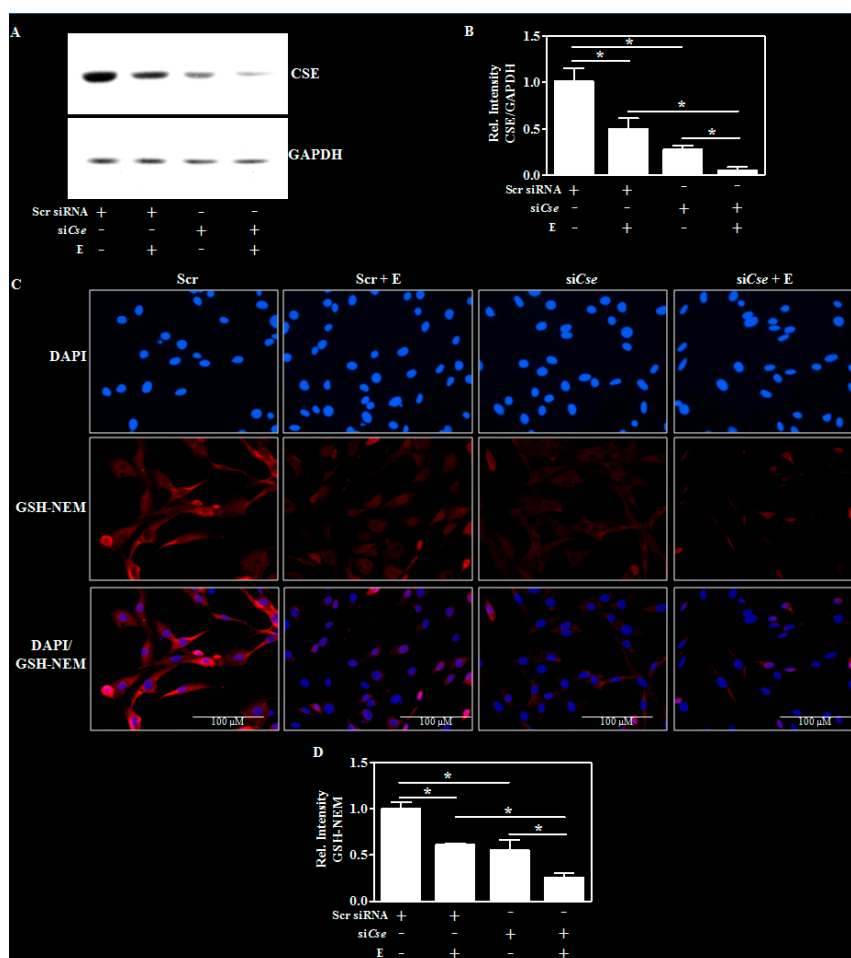 A
CSE
GAPDH
Scr siRNA + + - -
siCse - - + +
E - + - +
B
Rel. Intensity
CSE/GAPDH
1.5
1.0
0.5
0.0
* * * *
Scr siRNA + + - -
siCse - - + +
E - + - +
C
Scr Scr + E siCse siCse + E
DAPI
GSH-NEM
DAPI/
GSH-NEM
100 µM 100 µM 100 µM 100 µM
D
Rel. Intensity
GSH-NEM
1.5
1.0
0.5
0.0
* * * *
Scr siRNA + + - -
siCse - - + +
E - + - +